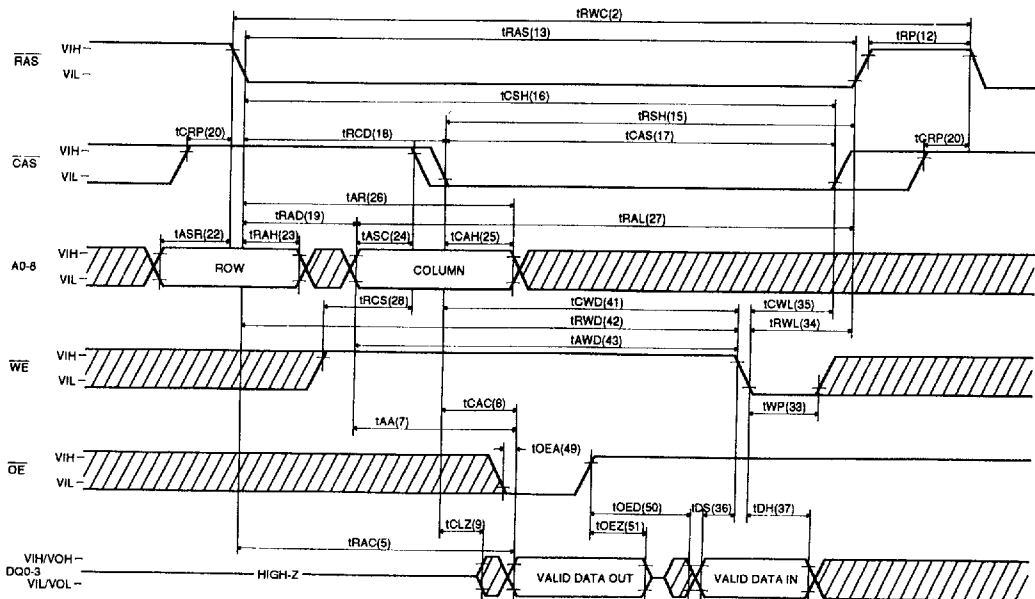 tRWC(2)
tRAS(13)
tRP(12)
VIH
RAS
VIL
tCSH(16)
tRSH(15)
tCRP(20)
tRCD(18)
tCAS(17)
tCRP(20)
VIH
CAS
VIL
tAR(26)
tRAD(19)
tRAL(27)
tASR(22)
tRAH(23)
tASC(24)
tCAH(25)
VIH
A0-8
ROW
COLUMN
VIL
tRCS(28)
tCWD(41)
tCWL(35)
tRWD(42)
tRWL(34)
tAWD(43)
VIH
WE
VIL
tWP(33)
tCAC(8)
tAA(7)
tOEA(49)
VIH
OE
VIL
tOED(50)
tDS(36)
tDH(37)
tCLZ(9)
tOEZ(51)
tRAC(5)
VIH/VOH
DQ0-3
HIGH-Z
VALID DATA OUT
VALID DATA IN
VIL/VOL